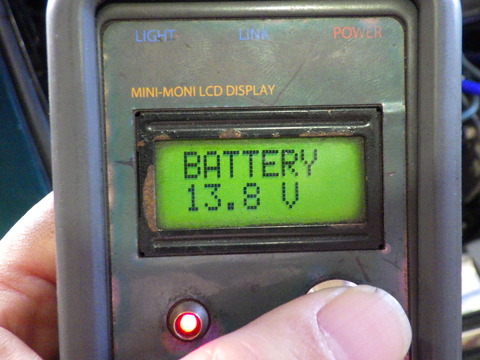 LIGHT LINK POWER
MINI-MONI LCD DISPLAY
BATTERY
13.8 V